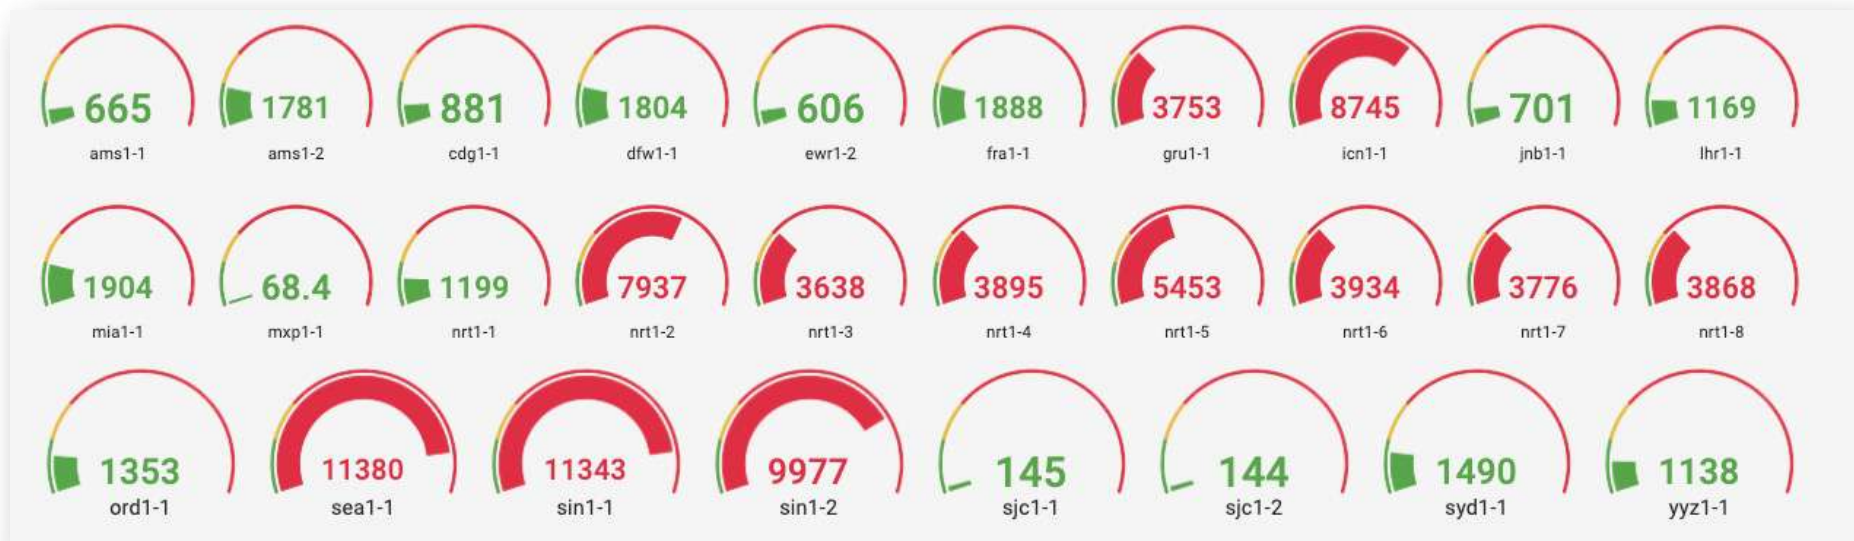 665 1781 881 1804 606 1888 3753 8745 701 1169
ams1-1 ams1-2 cdg1-1 dfw1-1 ewr1-2 fra1-1 gru1-1 icn1-1 jnb1-1 lhr1-1
1904 68.4 1199 7937 3638 3895 5453 3934 3776 3868
mia1-1 mxp1-1 nrt1-1 nrt1-2 nrt1-3 nrt1-4 nrt1-5 nrt1-6 nrt1-7 nrt1-8
1353 11380 11343 9977 145 144 1490 1138
ord1-1 sea1-1 sin1-1 sin1-2 sjc1-1 sjc1-2 syd1-1 yyz1-1